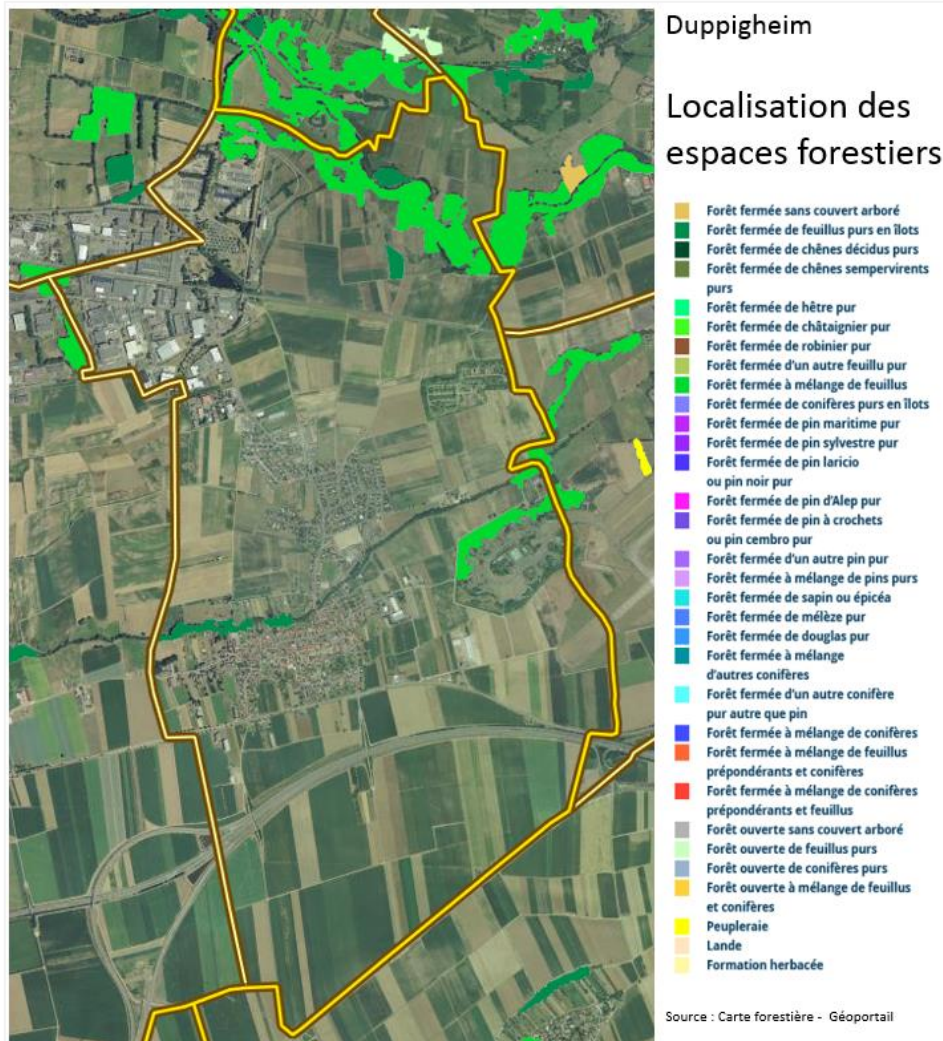 Duppigheim
Localisation des
espaces forestiers
Forêt fermée sans couvert arboré
Forêt fermée de feuillus purs en îlots
Forêt fermée de chênes décidus purs
Forêt fermée de chênes sempervirents
purs
Forêt fermée de hêtre pur
Forêt fermée de châtaignier pur
Forêt fermée de robinier pur
Forêt fermée d'un autre feuillu pur
Forêt fermée à mélange de feuillus
Forêt fermée de conifères purs en îlots
Forêt fermée de pin maritime pur
Forêt fermée de pin sylvestre pur
Forêt fermée de pin laricio
ou pin noir pur
Forêt fermée de pin d'Alep pur
Forêt fermée de pin à crochets
ou pin cembro pur
Forêt fermée d'un autre pin pur
Forêt fermée à mélange de pins purs
Forêt fermée de sapin ou épicéa
Forêt fermée de mélèze pur
Forêt fermée de douglas pur
Forêt fermée à mélange
d'autres conifères
Forêt fermée d'un autre conifère
pur autre que pin
Forêt fermée à mélange de conifères
Forêt fermée à mélange de feuillus
prépondérants et conifères
Forêt fermée à mélange de conifères
prépondérants et feuillus
Forêt ouverte sans couvert arboré
Forêt ouverte de feuillus purs
Forêt ouverte de conifères purs
Forêt ouverte à mélange de feuillus
et conifères
Peupleraie
Lande
Formation herbacée
Source : Carte forestière - Géoportail